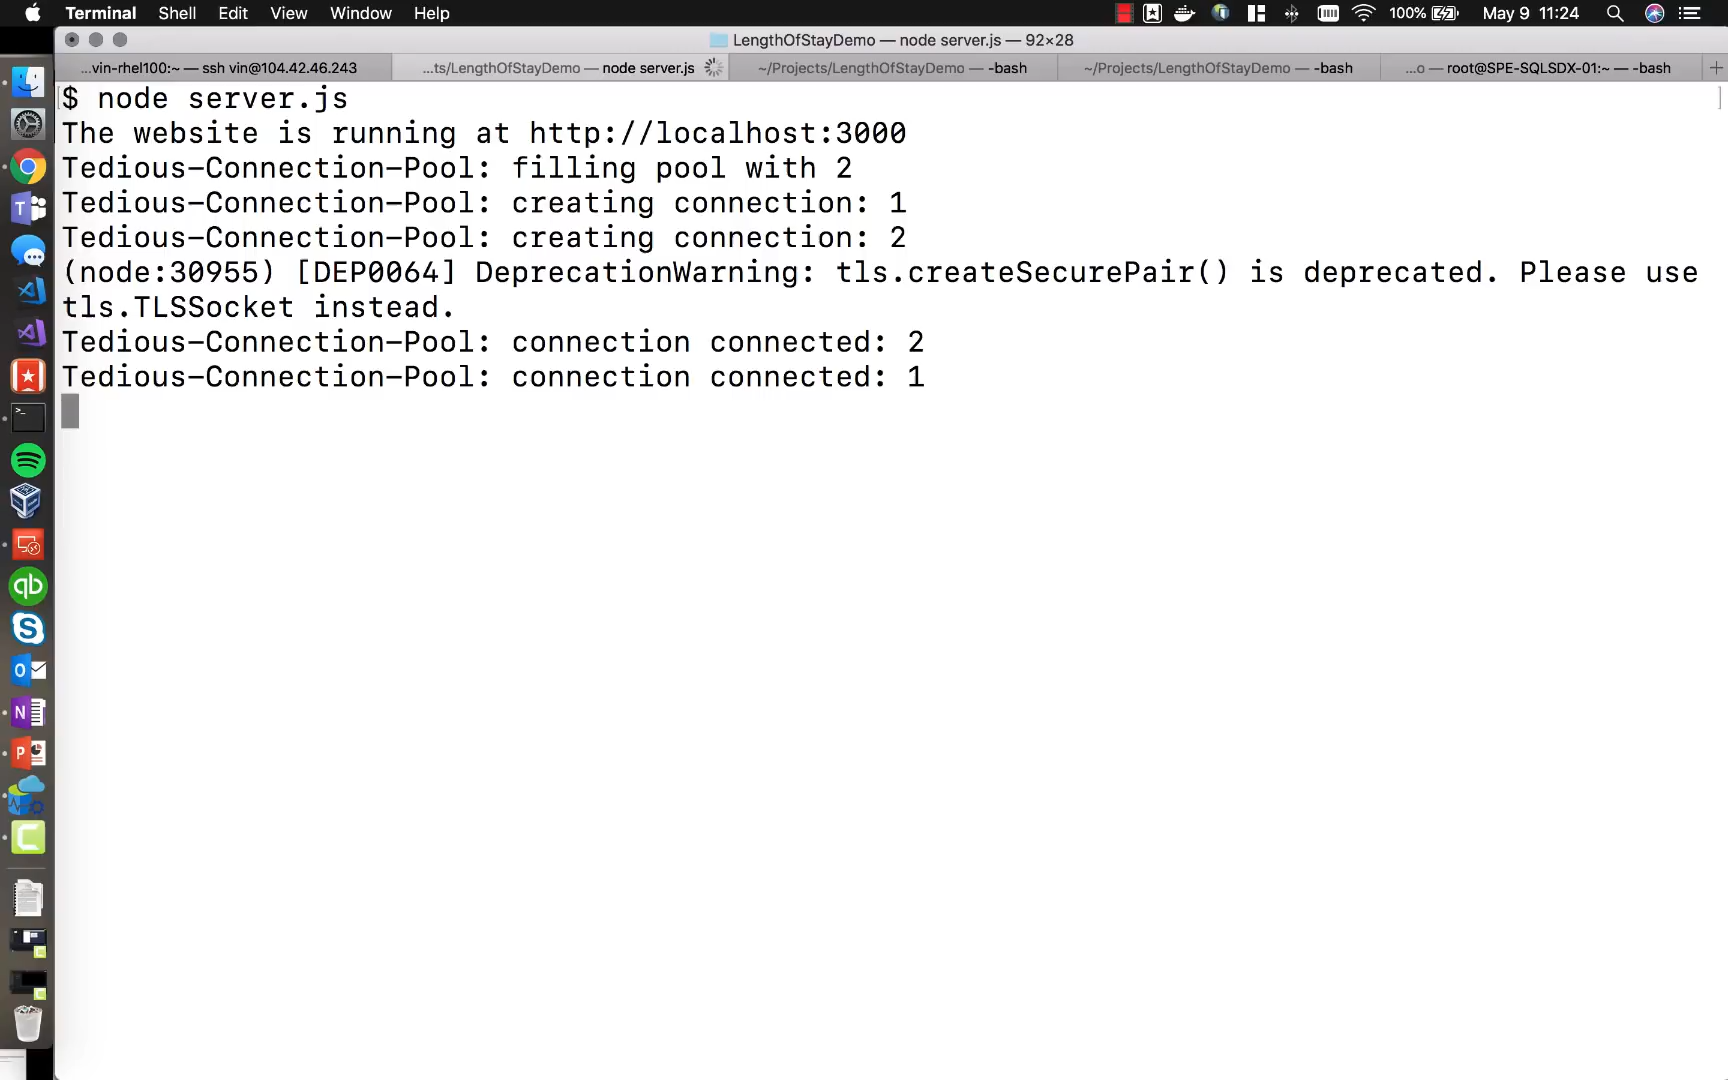 Terminal Shell Edit View Window Help 100% May 9 11:24
LengthOfStayDemo — node server.js — 92×28
...vin-rhel100:~ — ssh vin@104.42.46.243 ...ts/LengthOfStayDemo — node server.js ~/Projects/LengthOfStayDemo — -bash ~/Projects/LengthOfStayDemo — -bash ...o — root@SPE-SQLSDX-01:~ — -bash
$ node server.js
The website is running at http://localhost:3000
Tedious-Connection-Pool: filling pool with 2
Tedious-Connection-Pool: creating connection: 1
Tedious-Connection-Pool: creating connection: 2
(node:30955) [DEP0064] DeprecationWarning: tls.createSecurePair() is deprecated. Please use
tls.TLSSocket instead.
Tedious-Connection-Pool: connection connected: 2
Tedious-Connection-Pool: connection connected: 1